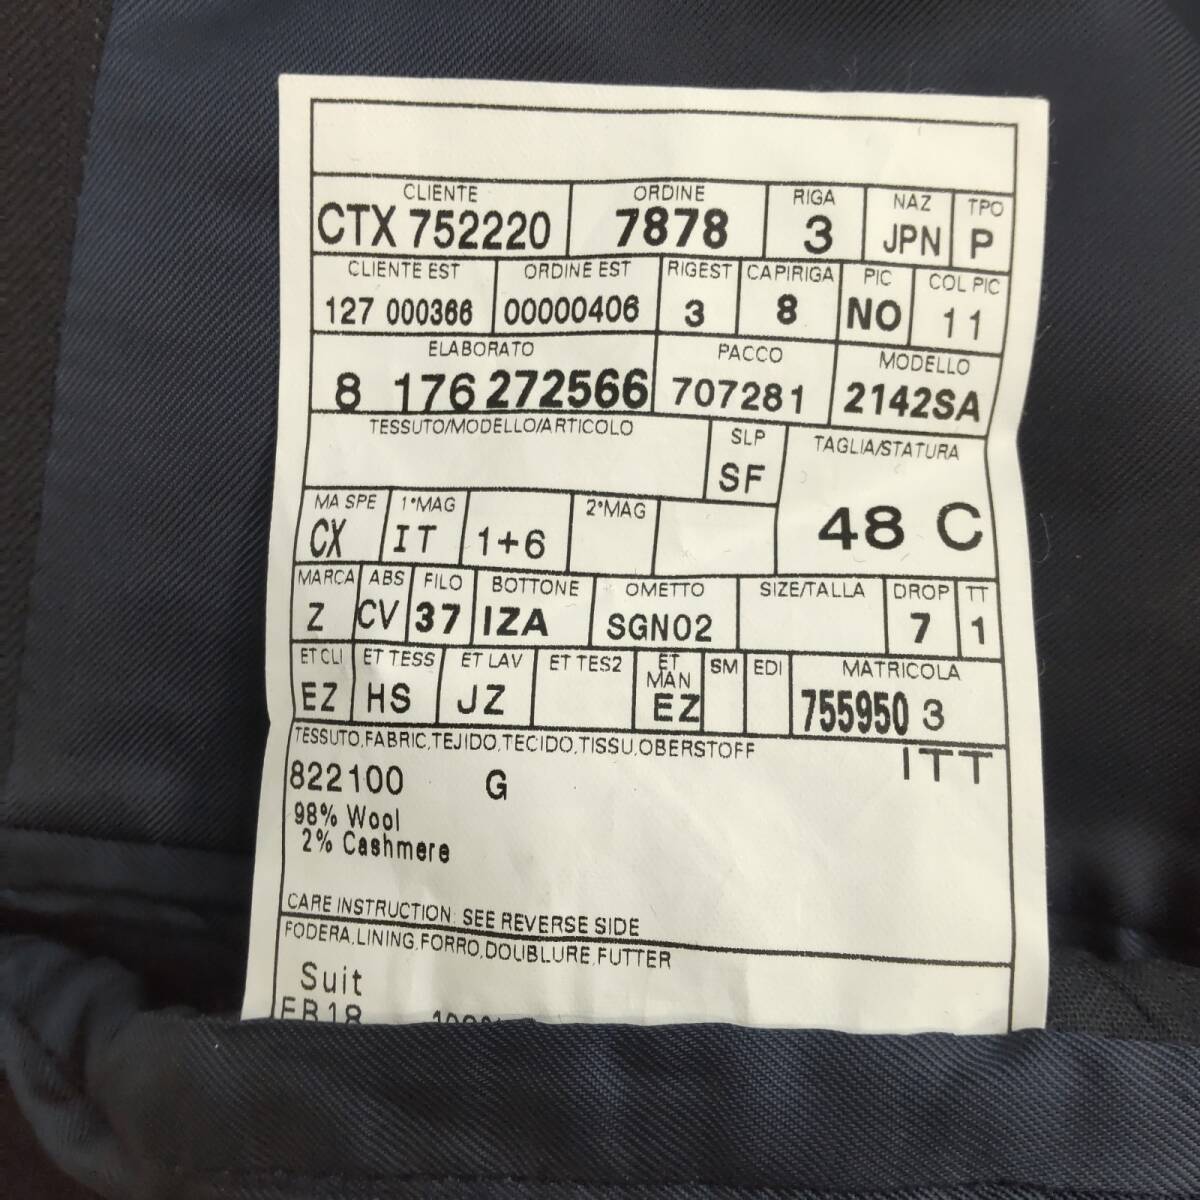 CLIENTE ORDINE RIGA NAZ TPO
CTX 752220 7878 3 JPN P
CLIENTE EST ORDINE EST RIGEST CAPIRIGA PIC COL PIC
127 000366 00000406 3 8 NO 11
ELABORATO PACCO MODELLO
8 176 272566 707281 2142SA
TESSUTO/MODELLO/ARTICOLO SLP TAGLIA/STATURA
SF 48 C
MA SPE 1°MAG 2°MAG
CX IT 1+6
MARCA ABS FILO BOTTONE OMETTO SIZE/TALLA DROP TT
Z CV 37 IZA SGN02 7 1
ET CLI ET TESS ET LAV ET TES2 ET MAN SM EDI MATRICOLA
EZ HS JZ EZ 755950 3
TESSUTO,FABRIC,TEJIDO,TECIDO,TISSU,OBERSTOFF ITT
822100 G
98% Wool
2% Cashmere
CARE INSTRUCTION: SEE REVERSE SIDE
FODERA,LINING,FORRO,DOUBLURE,FUTTER
Suit